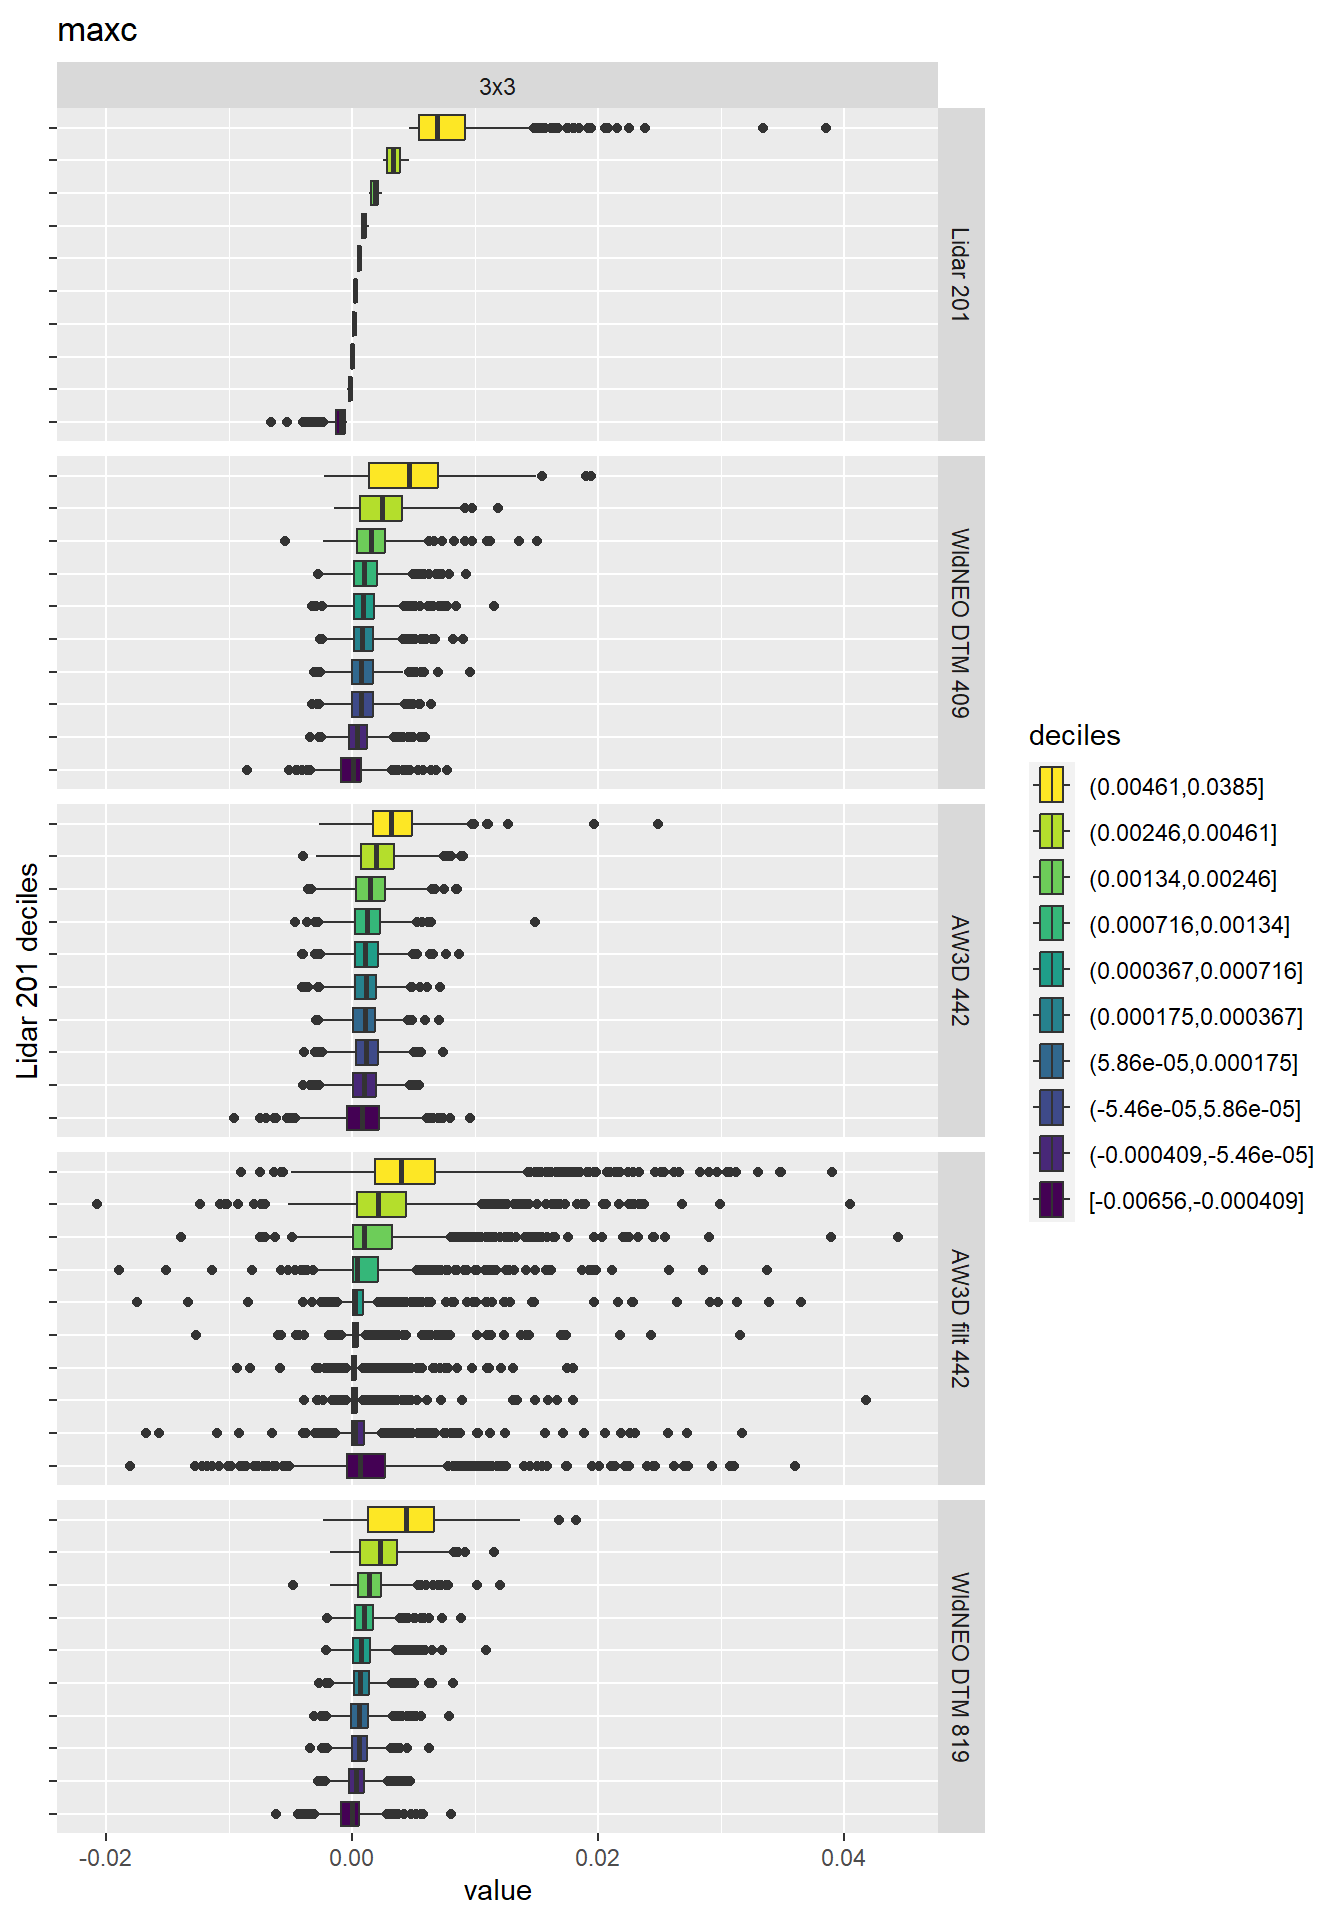 maxc
3x3
Lidar 201
WldNEO DTM 409
AW3D 442
AW3D filt 442
WldNEO DTM 819
Lidar 201 deciles
-0.02
0.00
0.02
0.04
value
deciles
(0.00461,0.0385]
(0.00246,0.00461]
(0.00134,0.00246]
(0.000716,0.00134]
(0.000367,0.000716]
(0.000175,0.000367]
(5.86e-05,0.000175]
(-5.46e-05,5.86e-05]
(-0.000409,-5.46e-05]
[-0.00656,-0.000409]